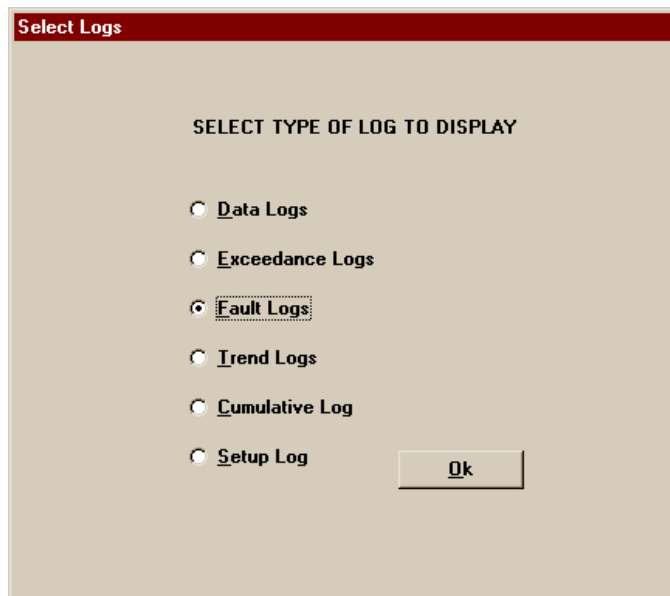 Select Logs
SELECT TYPE OF LOG TO DISPLAY
Data Logs
Exceedance Logs
Fault Logs
Trend Logs
Cumulative Log
Setup Log
Ok